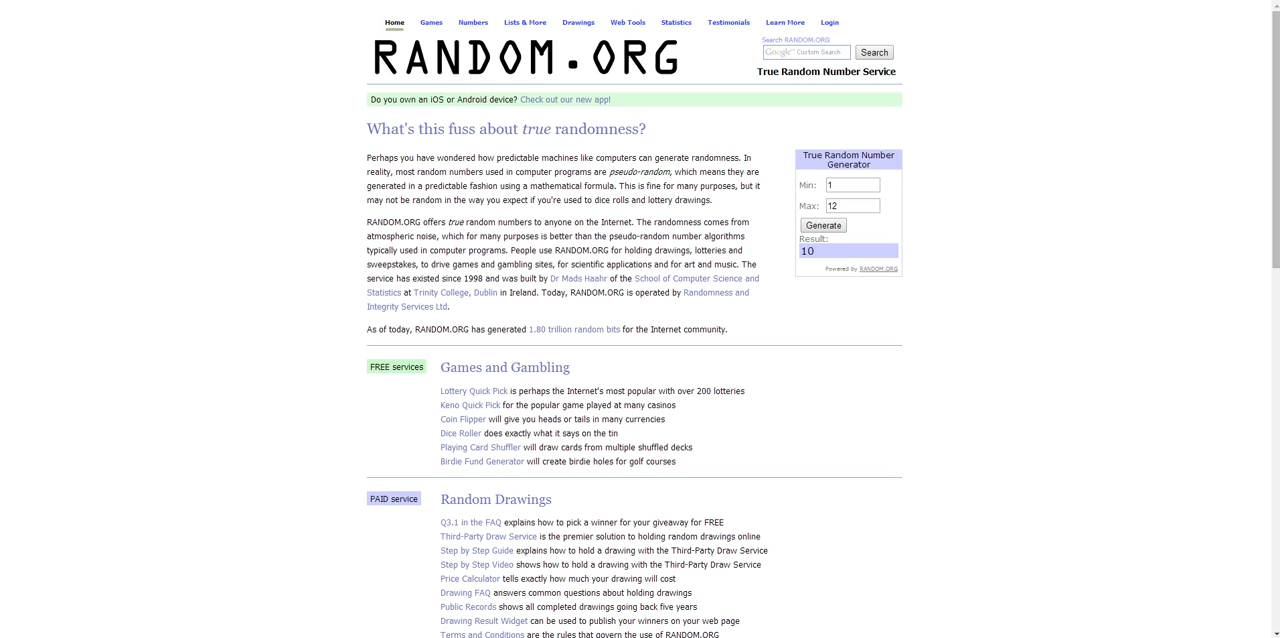 Home Games Numbers Lists & More Drawings Web Tools Statistics Testimonials Learn More Login
RANDOM.ORG
Search RANDOM.ORG
Google™ Custom Search Search
True Random Number Service
Do you own an iOS or Android device? Check out our new app!
What's this fuss about true randomness?
Perhaps you have wondered how predictable machines like computers can generate randomness. In
reality, most random numbers used in computer programs are pseudo-random, which means they are
generated in a predictable fashion using a mathematical formula. This is fine for many purposes, but it
may not be random in the way you expect if you're used to dice rolls and lottery drawings.
RANDOM.ORG offers true random numbers to anyone on the Internet. The randomness comes from
atmospheric noise, which for many purposes is better than the pseudo-random number algorithms
typically used in computer programs. People use RANDOM.ORG for holding drawings, lotteries and
sweepstakes, to drive games and gambling sites, for scientific applications and for art and music. The
service has existed since 1998 and was built by Dr Mads Haahr of the School of Computer Science and
Statistics at Trinity College, Dublin in Ireland. Today, RANDOM.ORG is operated by Randomness and
Integrity Services Ltd.
As of today, RANDOM.ORG has generated 1.80 trillion random bits for the Internet community.
True Random Number
Generator
Min: 1
Max: 12
Generate
Result:
10
Powered by RANDOM.ORG
FREE services
Games and Gambling
Lottery Quick Pick is perhaps the Internet's most popular with over 200 lotteries
Keno Quick Pick for the popular game played at many casinos
Coin Flipper will give you heads or tails in many currencies
Dice Roller does exactly what it says on the tin
Playing Card Shuffler will draw cards from multiple shuffled decks
Birdie Fund Generator will create birdie holes for golf courses
PAID service
Random Drawings
Q3.1 in the FAQ explains how to pick a winner for your giveaway for FREE
Third-Party Draw Service is the premier solution to holding random drawings online
Step by Step Guide explains how to hold a drawing with the Third-Party Draw Service
Step by Step Video shows how to hold a drawing with the Third-Party Draw Service
Price Calculator tells exactly how much your drawing will cost
Drawing FAQ answers common questions about holding drawings
Public Records shows all completed drawings going back five years
Drawing Result Widget can be used to publish your winners on your web page
Terms and Conditions are the rules that govern the use of RANDOM.ORG